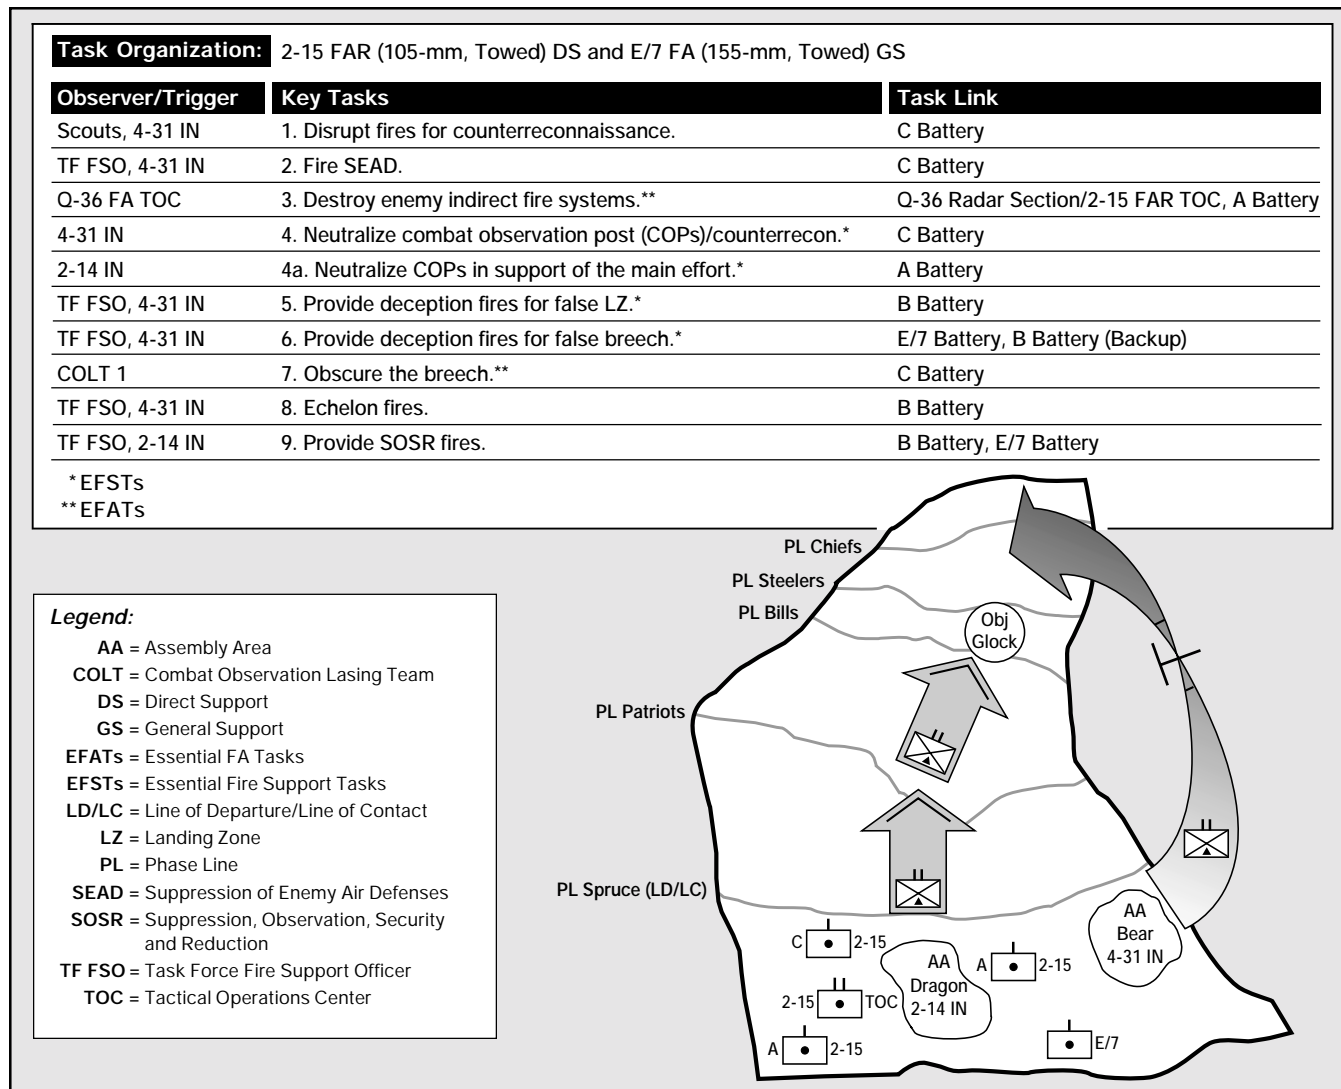 Task Organization: 2-15 FAR (105-mm, Towed) DS and E/7 FA (155-mm, Towed) GS
Observer/Trigger Key Tasks Task Link
Scouts, 4-31 IN 1. Disrupt fires for counterreconnaissance. C Battery
TF FSO, 4-31 IN 2. Fire SEAD. C Battery
Q-36 FA TOC 3. Destroy enemy indirect fire systems.** Q-36 Radar Section/2-15 FAR TOC, A Battery
4-31 IN 4. Neutralize combat observation post (COPs)/counterrecon.* C Battery
2-14 IN 4a. Neutralize COPs in support of the main effort.* A Battery
TF FSO, 4-31 IN 5. Provide deception fires for false LZ.* B Battery
TF FSO, 4-31 IN 6. Provide deception fires for false breech.* E/7 Battery, B Battery (Backup)
COLT 1 7. Obscure the breech.** C Battery
TF FSO, 4-31 IN 8. Echelon fires. B Battery
TF FSO, 2-14 IN 9. Provide SOSR fires. B Battery, E/7 Battery
*EFSTs
**EFATs
Legend:
AA = Assembly Area
COLT = Combat Observation Lasing Team
DS = Direct Support
GS = General Support
EFATs = Essential FA Tasks
EFSTs = Essential Fire Support Tasks
LD/LC = Line of Departure/Line of Contact
LZ = Landing Zone
PL = Phase Line
SEAD = Suppression of Enemy Air Defenses
SOSR = Suppression, Observation, Security
and Reduction
TF FSO = Task Force Fire Support Officer
TOC = Tactical Operations Center
PL Chiefs
PL Steelers
PL Bills
Obj
Glock
PL Patriots
PL Spruce (LD/LC)
AA
Bear
4-31 IN
C 2-15
AA
Dragon
2-14 IN
A 2-15
2-15 TOC
A 2-15
E/7